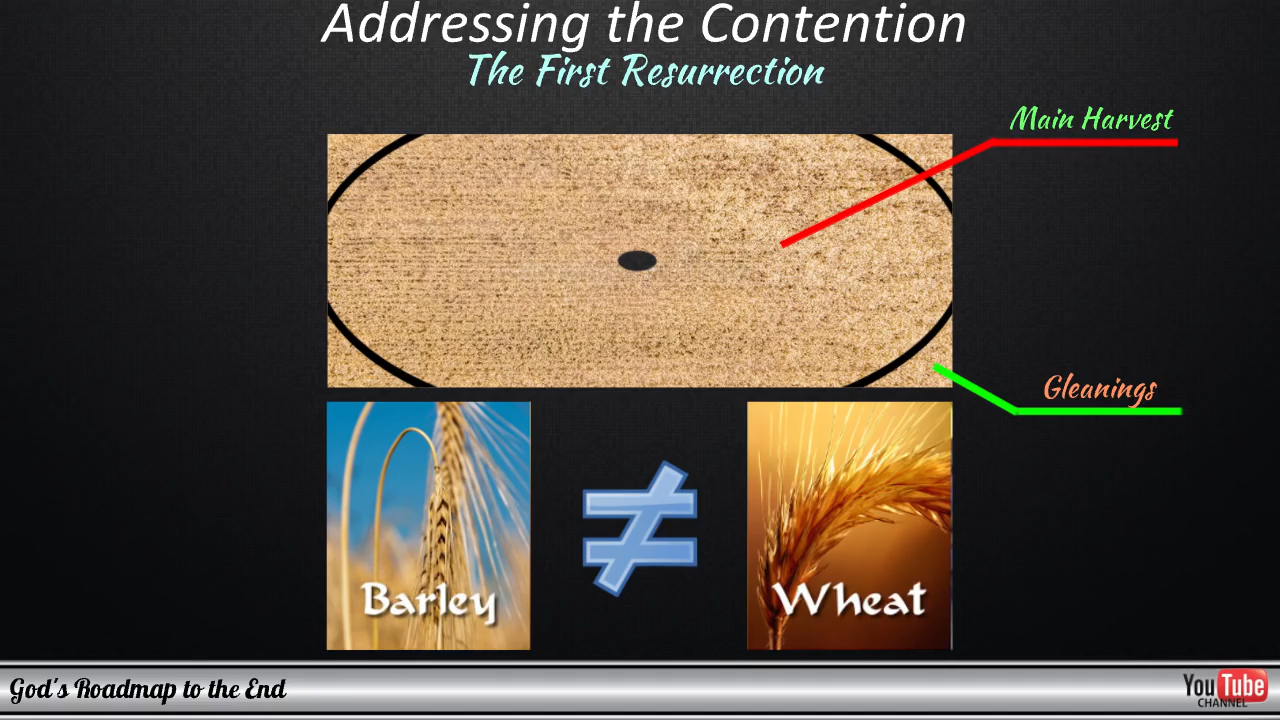 Addressing the Contention
The First Resurrection
Main Harvest
Gleanings
≠
Barley
Wheat
God's Roadmap to the End
YouTube
CHANNEL